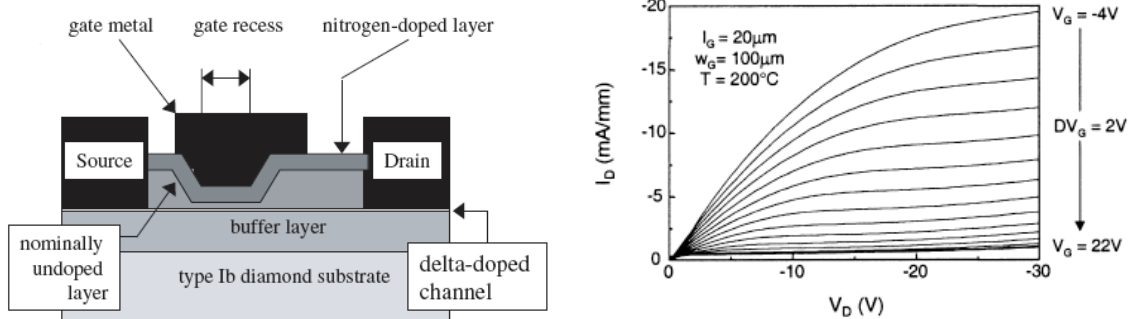 gate metal
gate recess
nitrogen-doped layer
Source
Drain
buffer layer
nominally
undoped
layer
type Ib diamond substrate
delta-doped
channel
-20
-15
-10
-5
0
I_D (mA/mm)
l_G = 20μm
w_G = 100μm
T = 200°C
V_G = -4V
DV_G = 2V
V_G = 22V
0
-10
-20
-30
V_D (V)